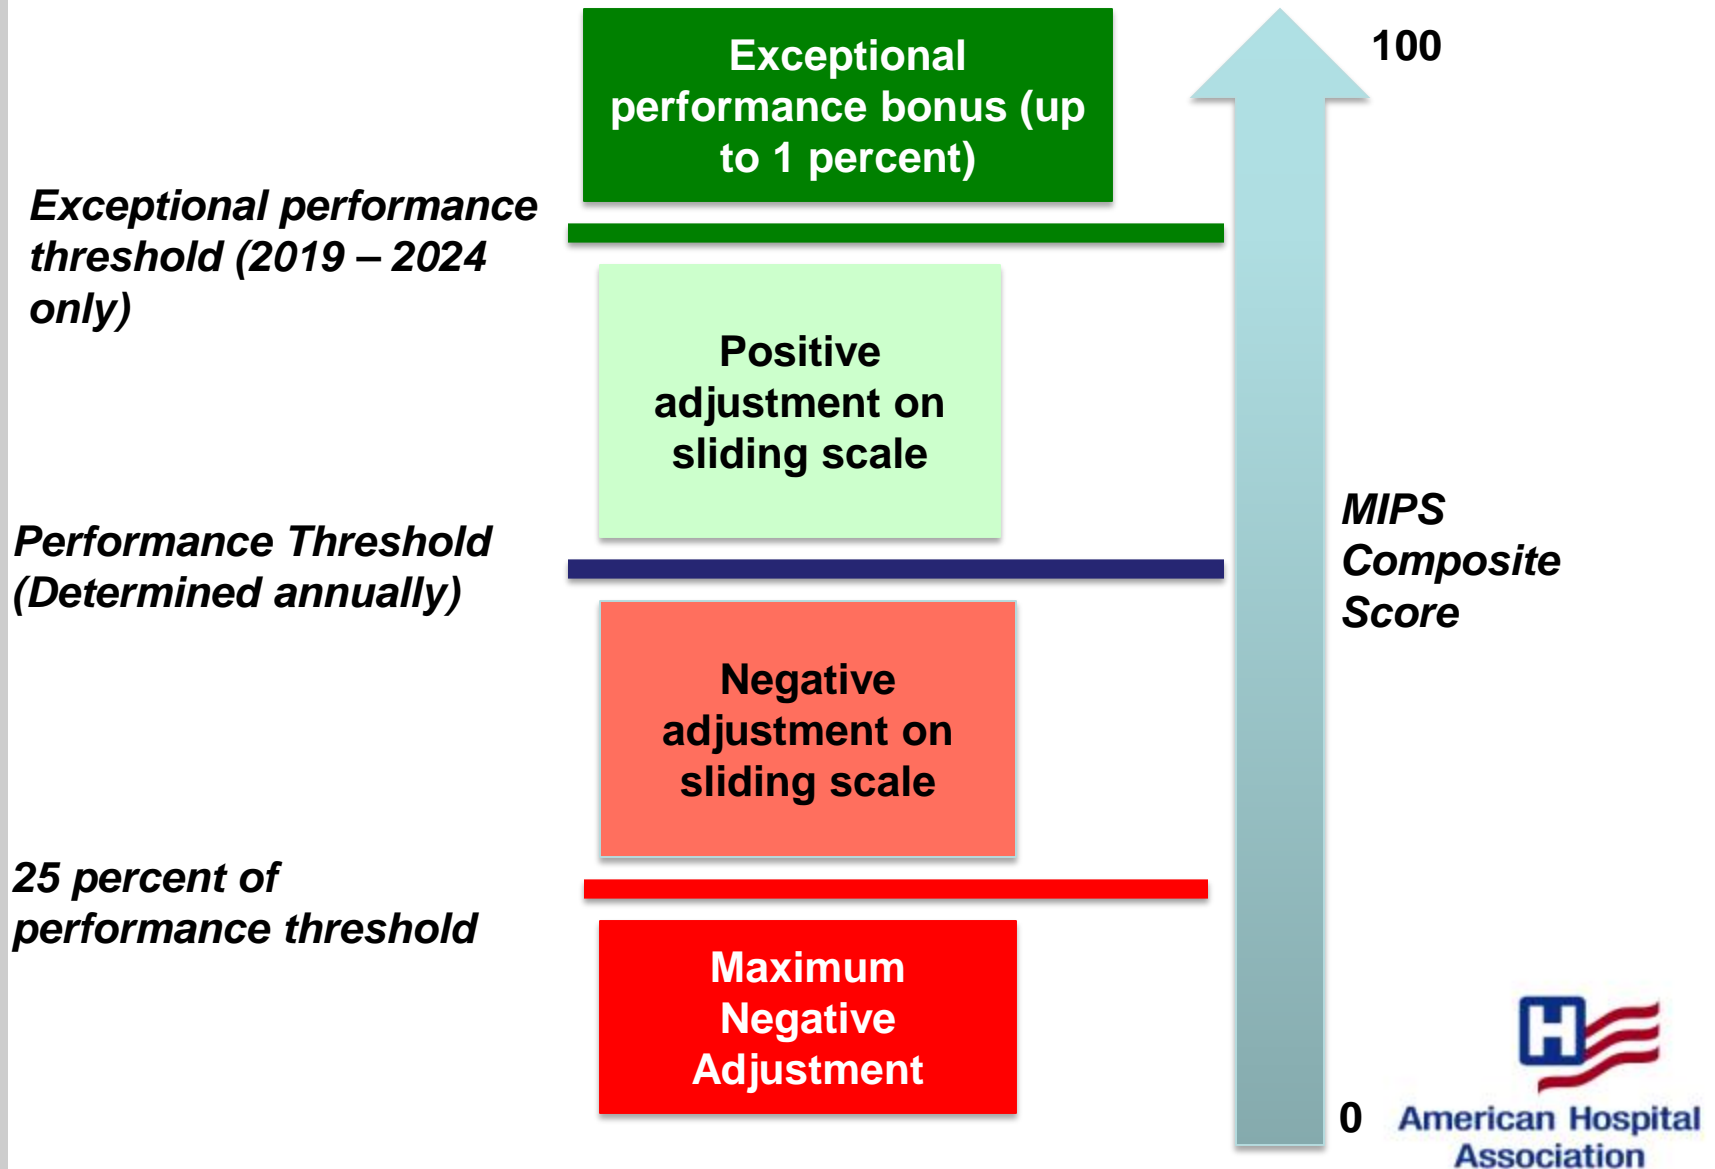 Exceptional
performance bonus (up
to 1 percent)
100
Exceptional performance
threshold (2019 – 2024
only)
Positive
adjustment on
sliding scale
MIPS
Composite
Score
Performance Threshold
(Determined annually)
Negative
adjustment on
sliding scale
25 percent of
performance threshold
Maximum
Negative
Adjustment
0
H
American Hospital
Association